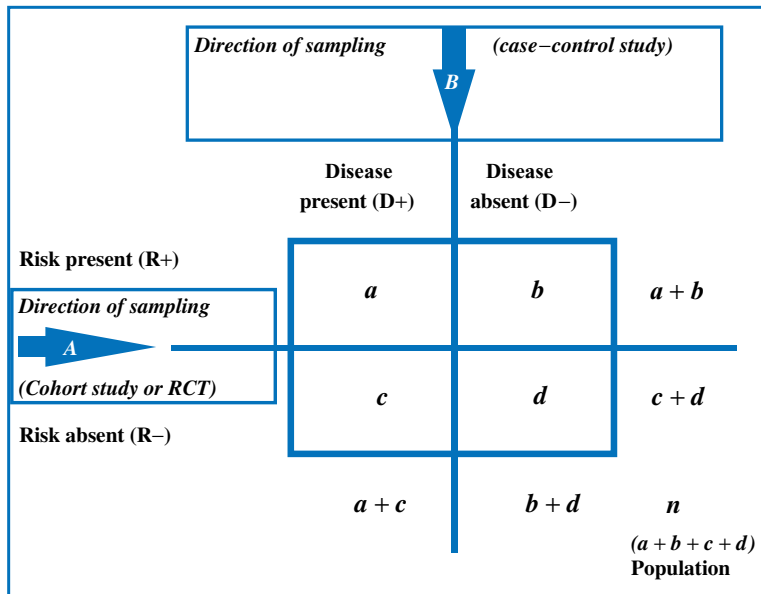 Direction of sampling (case−control study)
B
Disease Disease
present (D+) absent (D−)
Risk present (R+)
a b a + b
Direction of sampling
A
(Cohort study or RCT)
c d c + d
Risk absent (R−)
a + c b + d n
(a + b + c + d)
Population